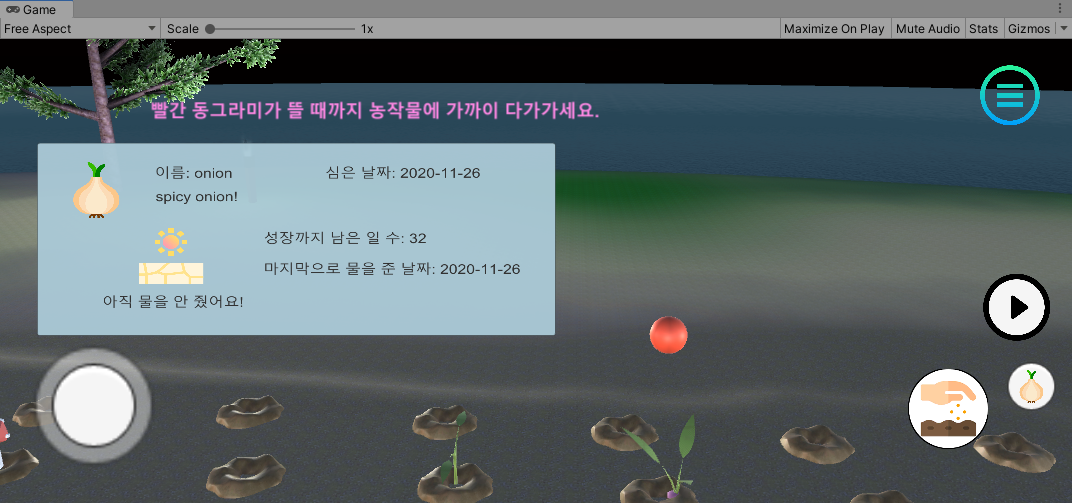 Game
Free Aspect Scale 1x Maximize On Play Mute Audio Stats Gizmos
빨간 동그라미가 뜰 때까지 농작물에 가까이 다가가세요.
이름: onion 심은 날짜: 2020-11-26
spicy onion!
성장까지 남은 일 수: 32
마지막으로 물을 준 날짜: 2020-11-26
아직 물을 안 줬어요!